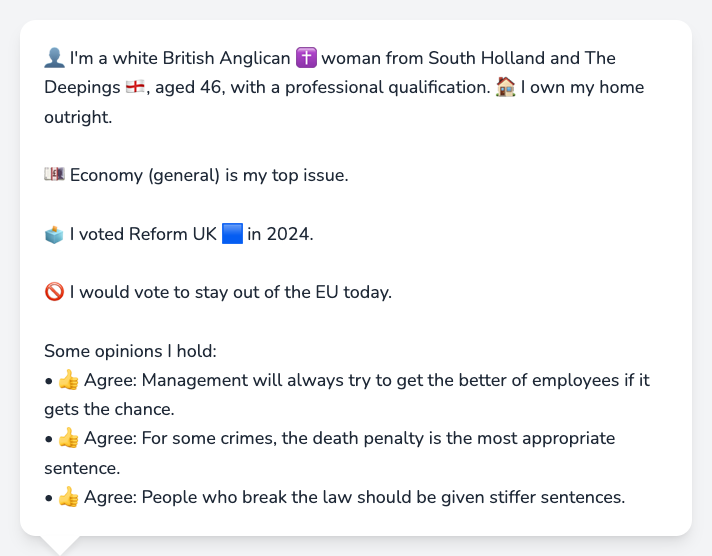 👤 I'm a white British Anglican ✝️ woman from South Holland and The
Deepings 🏴󠁧󠁢󠁥󠁮󠁧󠁿, aged 46, with a professional qualification. 🏠 I own my home
outright.
💷 Economy (general) is my top issue.
🗳️ I voted Reform UK 🟦 in 2024.
🚫 I would vote to stay out of the EU today.
Some opinions I hold:
• 👍 Agree: Management will always try to get the better of employees if it
gets the chance.
• 👍 Agree: For some crimes, the death penalty is the most appropriate
sentence.
• 👍 Agree: People who break the law should be given stiffer sentences.